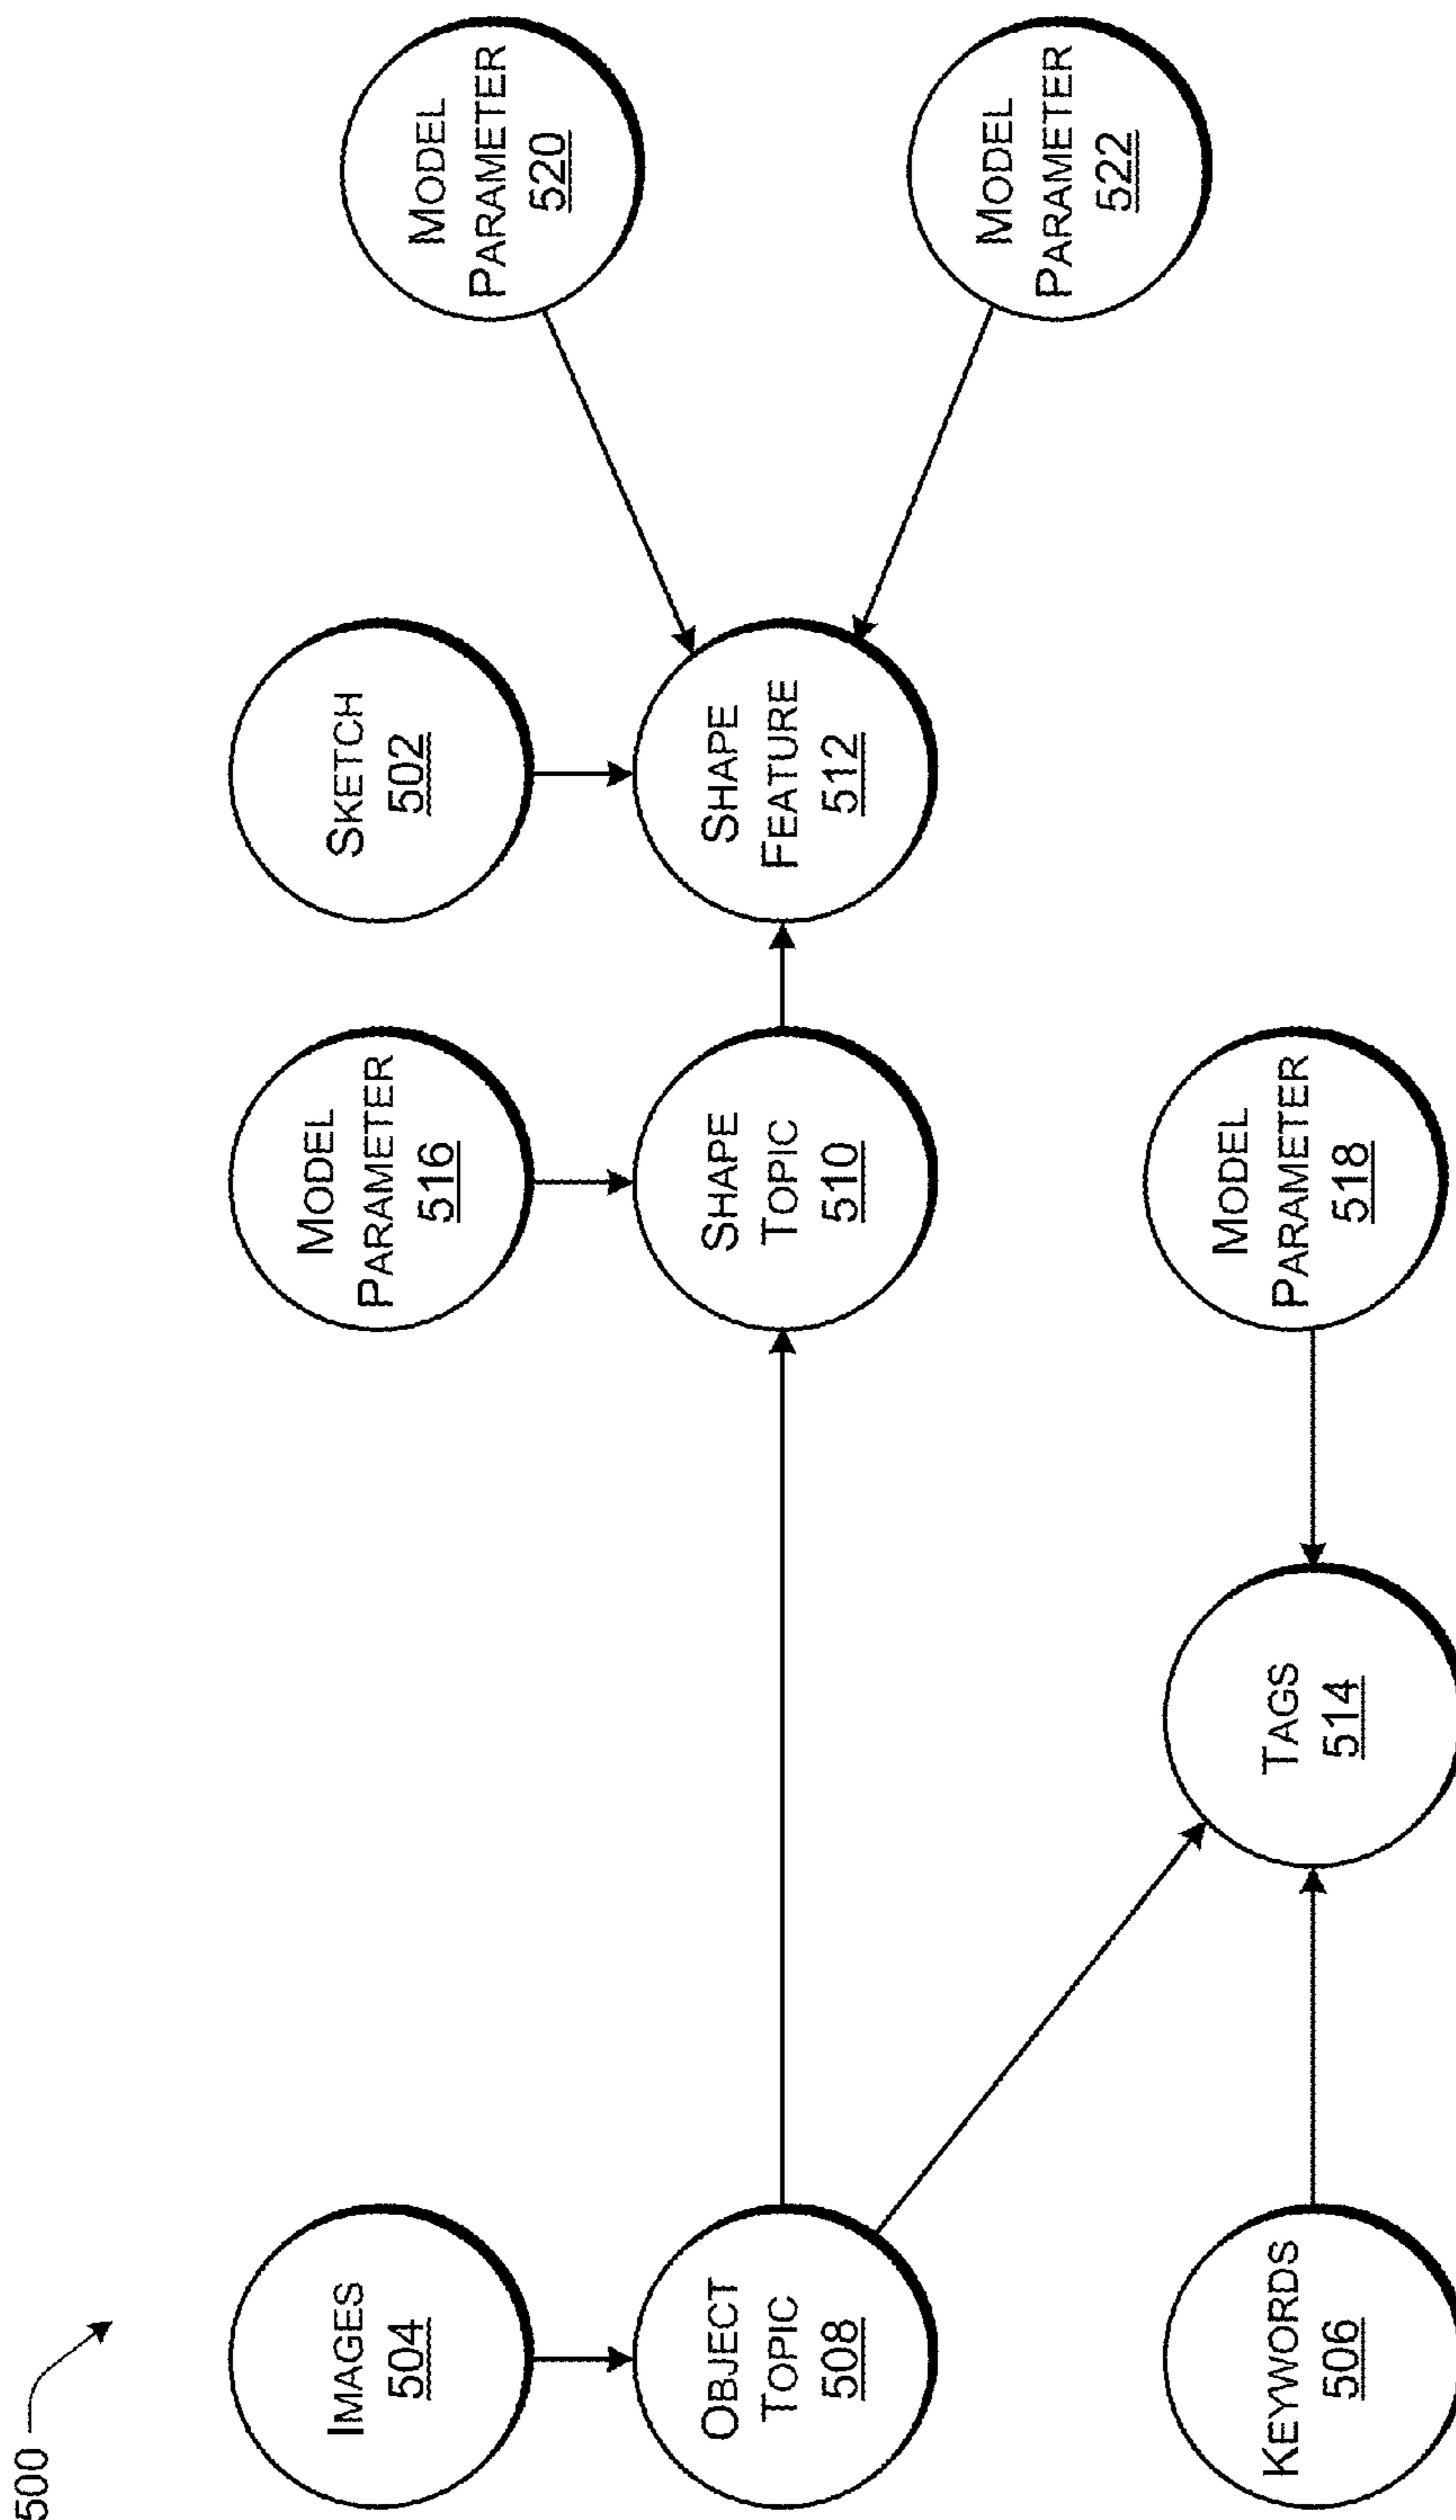 500
IMAGES
504
MODEL
PARAMETER
516
SKETCH
502
MODEL
PARAMETER
520
OBJECT
TOPIC
508
SHAPE
TOPIC
510
SHAPE
FEATURE
512
MODEL
PARAMETER
522
KEYWORDS
506
TAGS
514
MODEL
PARAMETER
518